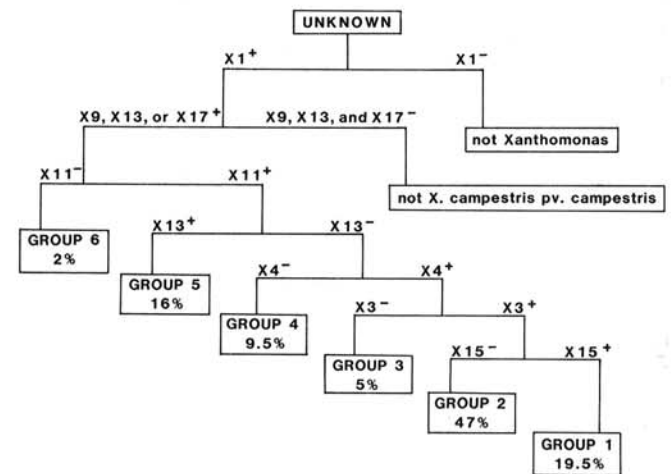 UNKNOWN
X1+ X1-
X9, X13, or X17+ X9, X13, and X17-
not Xanthomonas
X11- X11+
not X. campestris pv. campestris
X13+ X13-
GROUP 6
2%
X4- X4+
GROUP 5
16%
X3- X3+
GROUP 4
9.5%
X15- X15+
GROUP 3
5%
GROUP 2
47%
GROUP 1
19.5%